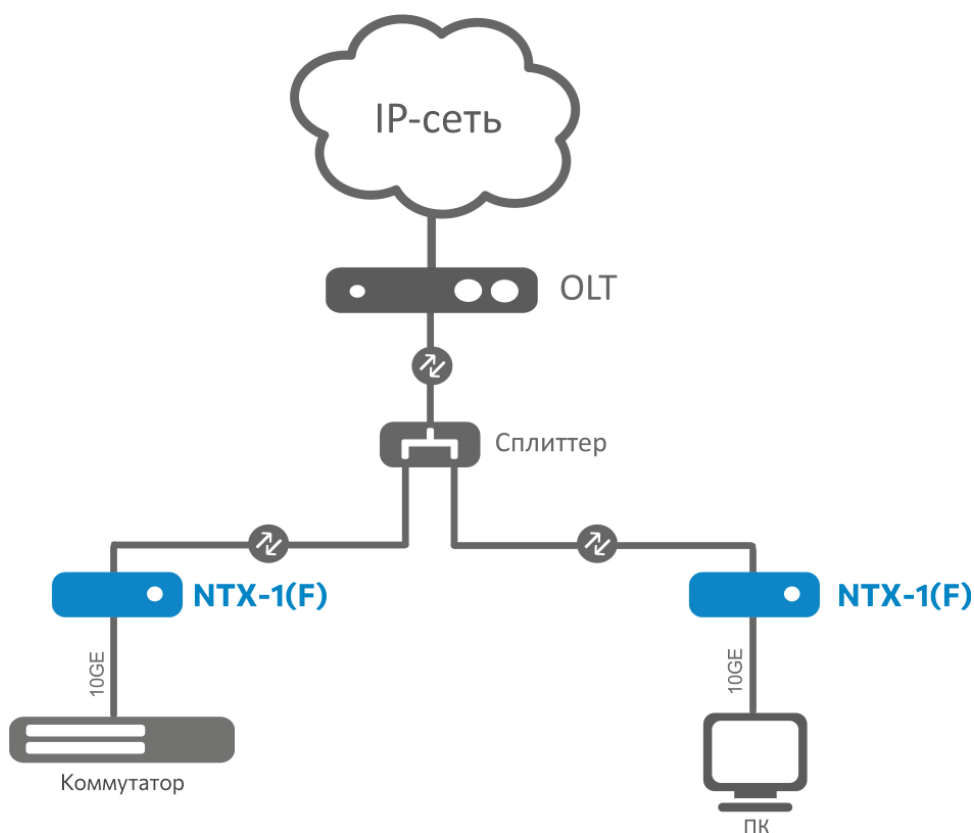 IP-сеть
OLT
Сплиттер
NTX-1(F)
NTX-1(F)
10GE
10GE
Коммутатор
ПК